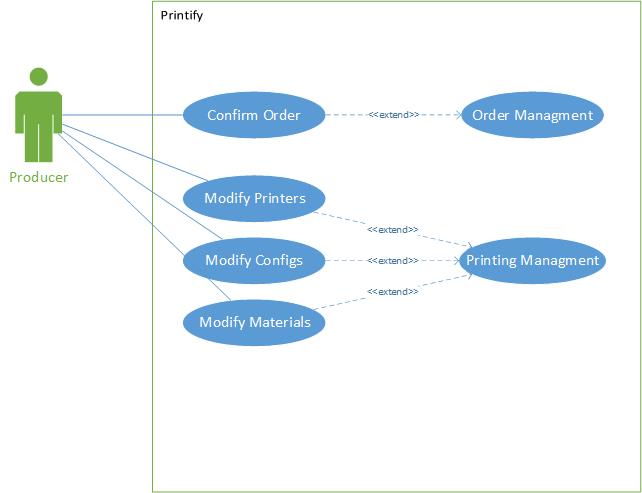 Printify
Confirm Order
<<extend>>
Order Managment
Producer
Modify Printers
<<extend>>
Modify Configs
<<extend>>
Printing Managment
<<extend>>
Modify Materials